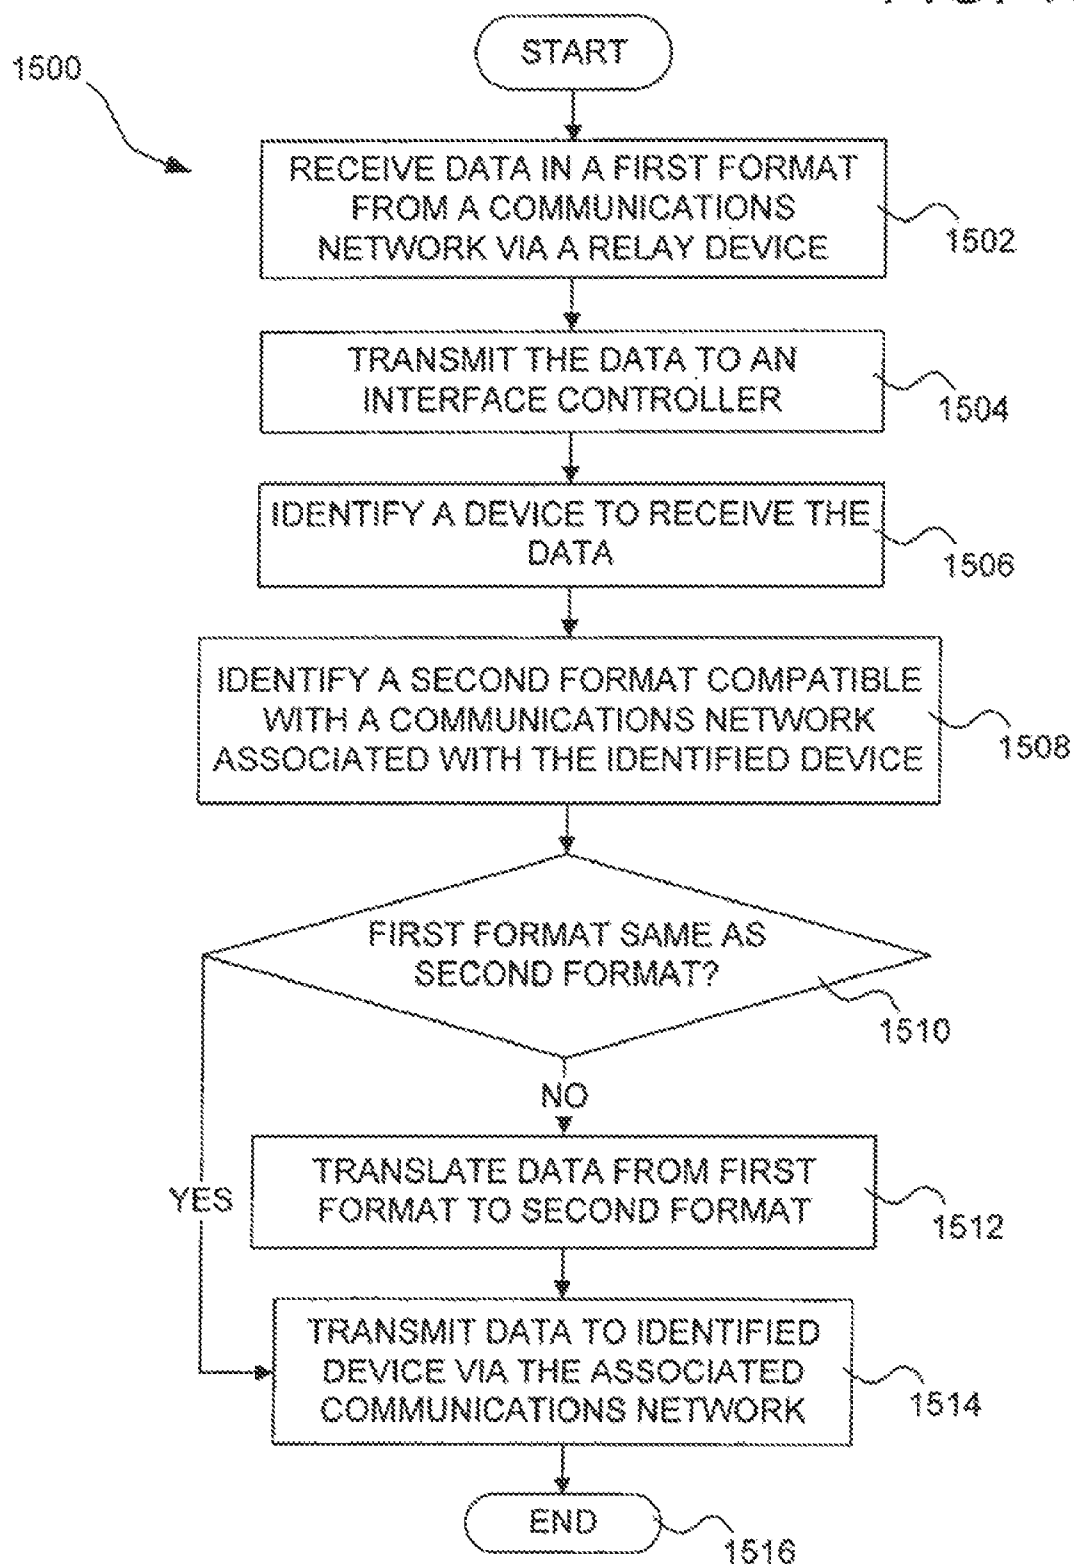 1500
START
RECEIVE DATA IN A FIRST FORMAT
FROM A COMMUNICATIONS
NETWORK VIA A RELAY DEVICE
1502
TRANSMIT THE DATA TO AN
INTERFACE CONTROLLER
1504
IDENTIFY A DEVICE TO RECEIVE THE
DATA
1506
IDENTIFY A SECOND FORMAT COMPATIBLE
WITH A COMMUNICATIONS NETWORK
ASSOCIATED WITH THE IDENTIFIED DEVICE
1508
FIRST FORMAT SAME AS
SECOND FORMAT?
1510
NO
YES
TRANSLATE DATA FROM FIRST
FORMAT TO SECOND FORMAT
1512
TRANSMIT DATA TO IDENTIFIED
DEVICE VIA THE ASSOCIATED
COMMUNICATIONS NETWORK
1514
END
1516